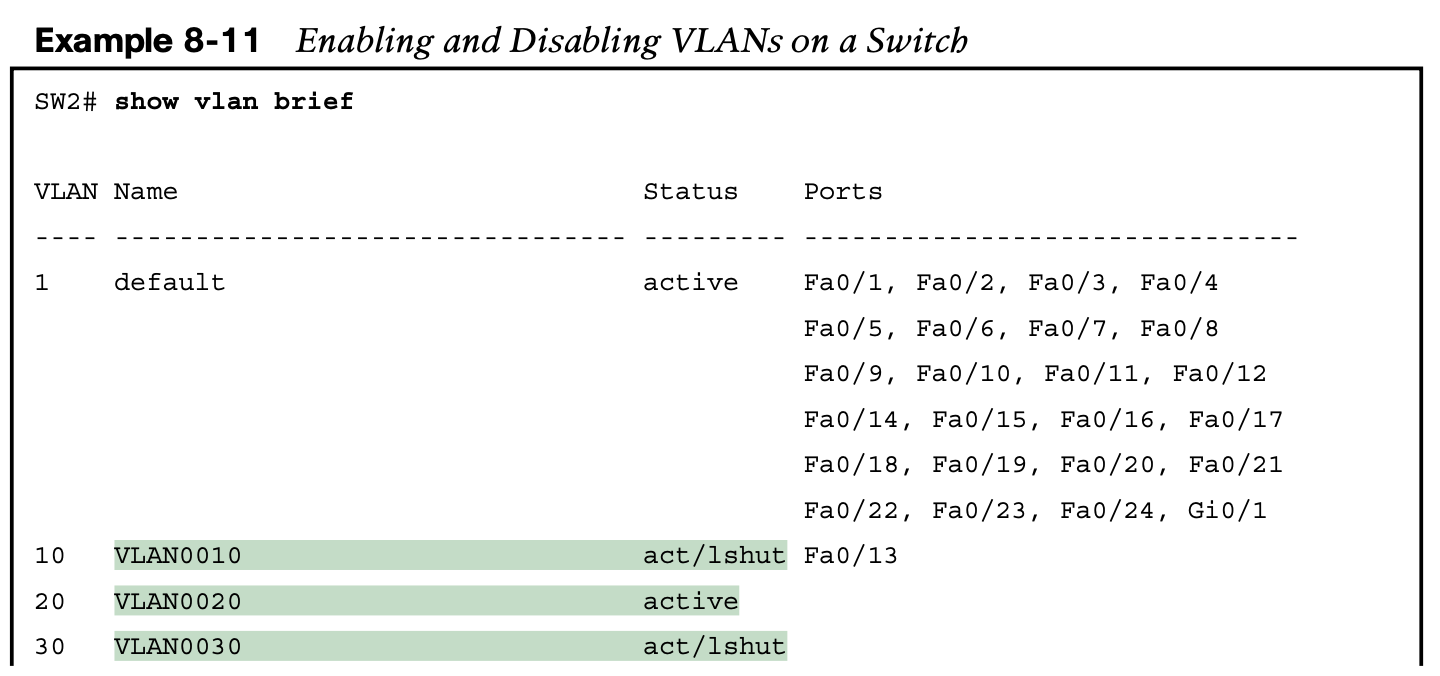 Example 8-11 Enabling and Disabling VLANs on a Switch
SW2# show vlan brief
VLAN Name Status Ports
---- -------------------------------- --------- -------------------------------
1 default active Fa0/1, Fa0/2, Fa0/3, Fa0/4
Fa0/5, Fa0/6, Fa0/7, Fa0/8
Fa0/9, Fa0/10, Fa0/11, Fa0/12
Fa0/14, Fa0/15, Fa0/16, Fa0/17
Fa0/18, Fa0/19, Fa0/20, Fa0/21
Fa0/22, Fa0/23, Fa0/24, Gi0/1
10 VLAN0010 act/lshut Fa0/13
20 VLAN0020 active
30 VLAN0030 act/lshut